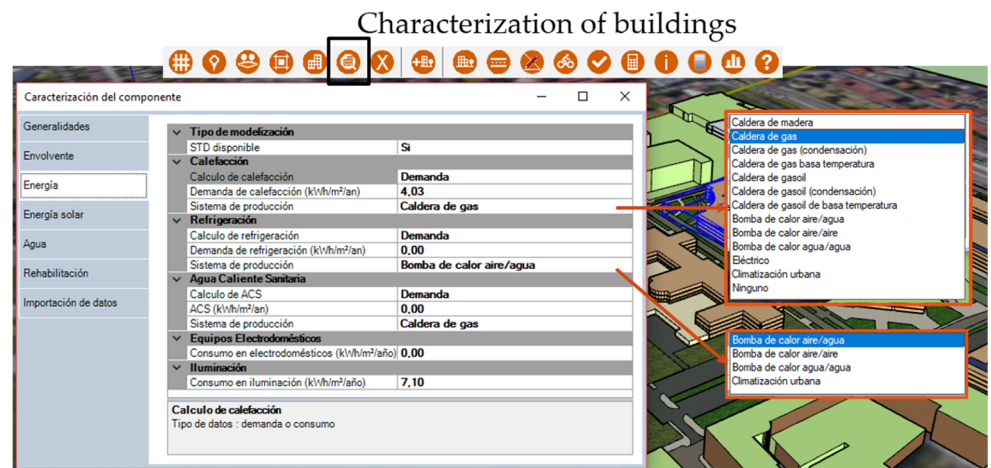 Characterization of buildings
Caracterización del componente
Generalidades
Envolvente
Energía
Energía solar
Agua
Rehabilitación
Importación de datos
Tipo de modelización
STD disponible Si
Calefacción
Calculo de calefacción Demanda
Demanda de calefacción (kWh/m²/an) 4,03
Sistema de producción Caldera de gas
Refrigeración
Calculo de refrigeración Demanda
Demanda de refrigeración (kWh/m²/an) 0,00
Sistema de producción Bomba de calor aire/agua
Agua Caliente Sanitaria
Calculo de ACS Demanda
ACS (kWh/m²/an) 0,00
Sistema de producción Caldera de gas
Equipos Electrodomésticos
Consumo en electrodomésticos (kWh/m²/año) 0,00
Iluminación
Consumo en iluminación (kWh/m²/año) 7,10
Calculo de calefacción
Tipo de datos : demanda o consumo
Caldera de madera
Caldera de gas
Caldera de gas (condensación)
Caldera de gas basa temperatura
Caldera de gasoil
Caldera de gasoil (condensación)
Caldera de gasoil de basa temperatura
Bomba de calor aire/agua
Bomba de calor aire/aire
Bomba de calor agua/agua
Eléctrico
Climatización urbana
Ninguno
Bomba de calor aire/agua
Bomba de calor aire/aire
Bomba de calor agua/agua
Climatización urbana